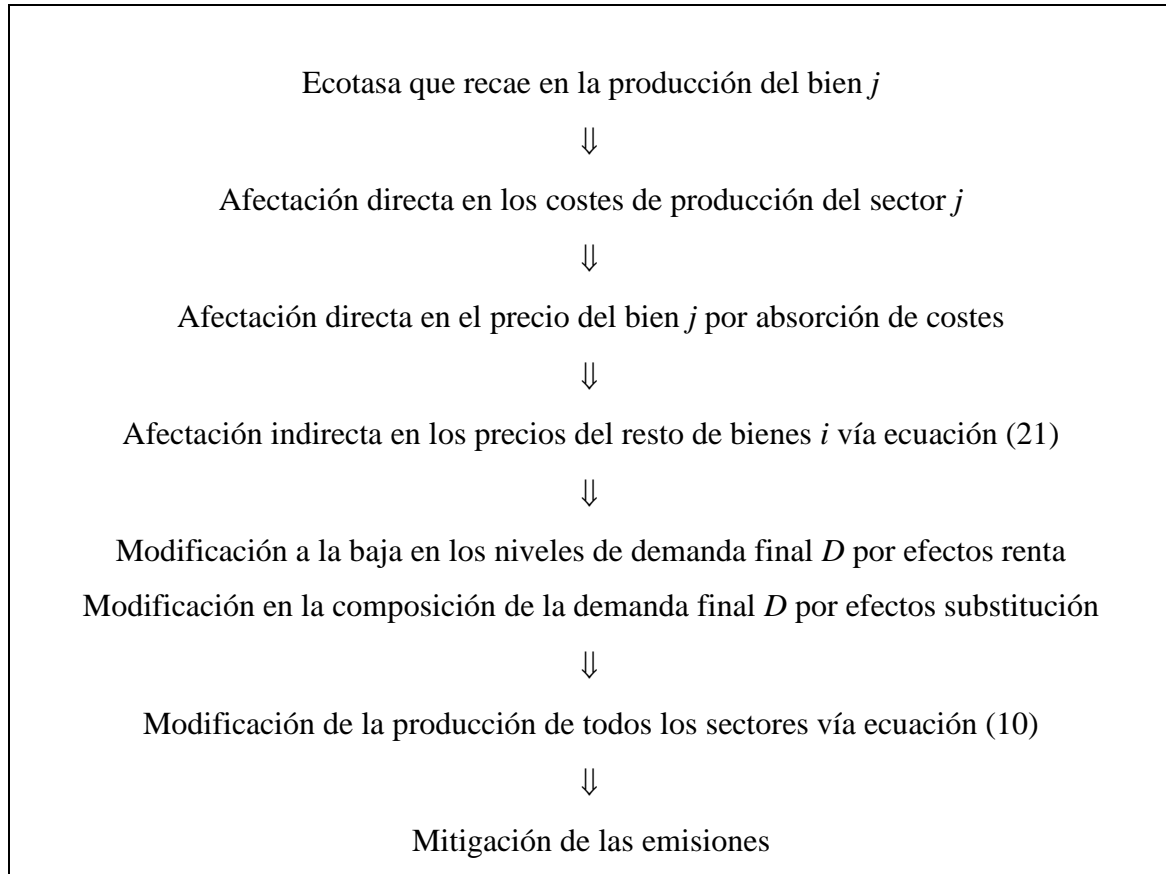 Ecotasa que recae en la producción del bien j
⇓
Afectación directa en los costes de producción del sector j
⇓
Afectación directa en el precio del bien j por absorción de costes
⇓
Afectación indirecta en los precios del resto de bienes i vía ecuación (21)
⇓
Modificación a la baja en los niveles de demanda final D por efectos renta
Modificación en la composición de la demanda final D por efectos substitución
⇓
Modificación de la producción de todos los sectores vía ecuación (10)
⇓
Mitigación de las emisiones